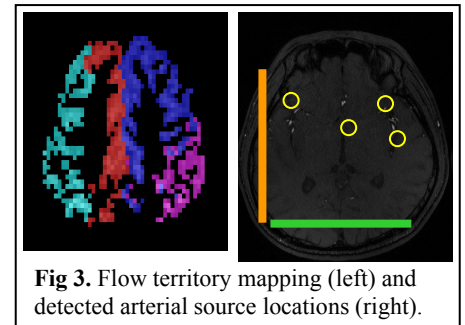 Fig 3. Flow territory mapping (left) and
detected arterial source locations (right).